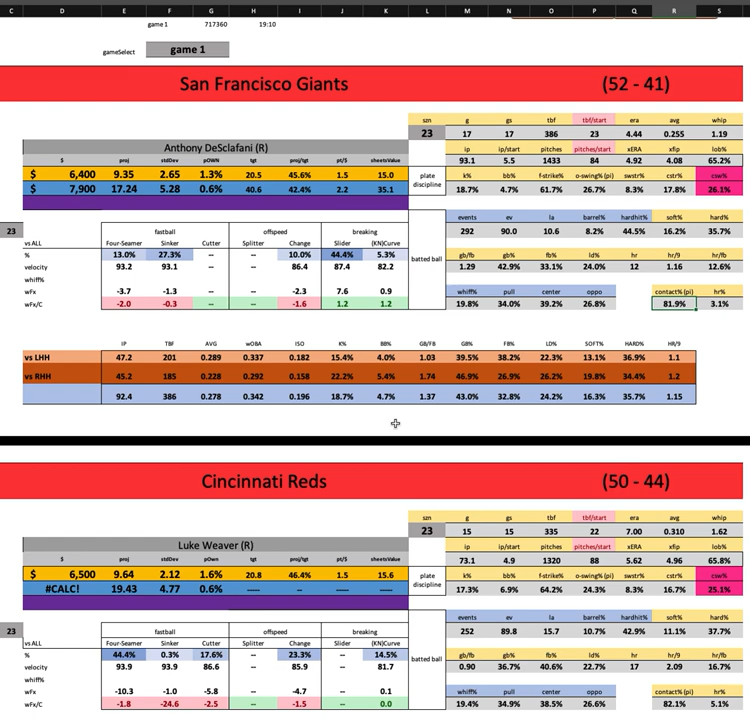 C D E F G H I J K L M N O P Q R S
game 1 717360 19:10
gameSelect game 1
San Francisco Giants (52 - 41)
szn g gs tbf tbf/start era avg whip
23 17 17 386 23 4.44 0.255 1.19
Anthony DeSclafani (R)
ip ip/start pitches pitches/start xERA xfip lob%
93.1 5.5 1433 84 4.92 4.08 65.2%
$ proj stdDev pOWN tgt proj/tgt pt/$ sheetsValue
$ 6,400 9.35 2.65 1.3% 20.5 45.6% 1.5 15.0
$ 7,900 17.24 5.28 0.6% 40.6 42.4% 2.2 35.1
plate discipline
k% bb% f-strike% o-swing% (pi) swstr% cstr% csw%
18.7% 4.7% 61.7% 26.7% 8.3% 17.8% 26.1%
events ev la barrel% hardhit% soft% hard%
292 90.0 10.6 8.2% 44.5% 16.2% 35.7%
23 fastball offspeed breaking
vs ALL Four-Seamer Sinker Cutter Splitter Change Slider (KN)Curve
% 13.0% 27.3% -- -- 10.0% 44.4% 5.3%
velocity 93.2 93.1 -- -- 86.4 87.4 82.2
whiff%
wFx -3.7 -1.3 -- -- -2.3 7.6 0.9
wFx/C -2.0 -0.3 -- -- -1.6 1.2 1.2
batted ball
gb/fb gb% fb% ld% hr hr/9 hr/fb
1.29 42.9% 33.1% 24.0% 12 1.16 12.6%
whiff% pull center oppo contact% (pi) hr%
19.8% 34.0% 39.2% 26.8% 81.9% 3.1%
IP TBF AVG wOBA ISO K% BB% GB/FB GB% FB% LD% SOFT% HARD% HR/9
vs LHH 47.2 201 0.289 0.337 0.182 15.4% 4.0% 1.03 39.5% 38.2% 22.3% 13.1% 36.9% 1.1
vs RHH 45.2 185 0.228 0.292 0.158 22.2% 5.4% 1.74 46.9% 26.9% 26.2% 19.8% 34.4% 1.2
92.4 386 0.278 0.342 0.196 18.7% 4.7% 1.37 43.0% 32.8% 24.2% 16.3% 35.7% 1.15
Cincinnati Reds (50 - 44)
szn g gs tbf tbf/start era avg whip
23 15 15 335 22 7.00 0.310 1.62
Luke Weaver (R)
ip ip/start pitches pitches/start xERA xfip lob%
73.1 4.9 1320 88 5.62 4.96 65.8%
$ proj stdDev pOwn tgt proj/tgt pt/$ sheetsValue
$ 6,500 9.64 2.12 1.6% 20.8 46.4% 1.5 15.6
#CALC! 19.43 4.77 0.6% ----- -- ----- --
plate discipline
k% bb% f-strike% o-swing% (pi) swstr% cstr% csw%
17.3% 6.9% 64.2% 24.3% 8.3% 16.7% 25.1%
events ev la barrel% hardhit% soft% hard%
252 89.8 15.7 10.7% 42.9% 11.1% 37.7%
23 fastball offspeed breaking
vs ALL Four-Seamer Sinker Cutter Splitter Change Slider (KN)Curve
% 44.4% 0.3% 17.6% -- 23.3% -- 14.5%
velocity 93.9 93.9 86.6 -- 85.9 -- 81.7
whiff%
wFx -10.3 -1.0 -5.8 -- -4.7 -- 0.1
wFx/C -1.8 -24.6 -2.5 -- -1.5 -- 0.0
batted ball
gb/fb gb% fb% ld% hr hr/9 hr/fb
0.90 36.7% 40.6% 22.7% 17 2.09 16.7%
whiff% pull center oppo contact% (pi) hr%
19.4% 34.9% 38.5% 26.6% 82.1% 5.1%